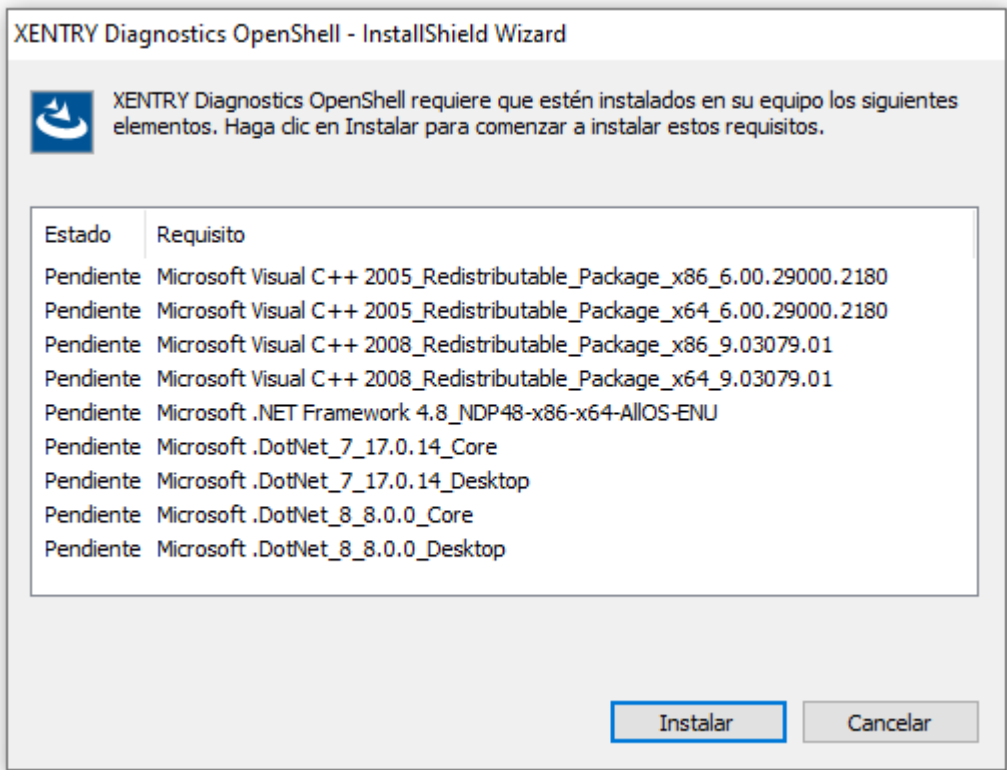 XENTRY Diagnostics OpenShell - InstallShield Wizard
XENTRY Diagnostics OpenShell requiere que estén instalados en su equipo los siguientes
elementos. Haga clic en Instalar para comenzar a instalar estos requisitos.
Estado Requisito
Pendiente Microsoft Visual C++ 2005_Redistributable_Package_x86_6.00.29000.2180
Pendiente Microsoft Visual C++ 2005_Redistributable_Package_x64_6.00.29000.2180
Pendiente Microsoft Visual C++ 2008_Redistributable_Package_x86_9.03079.01
Pendiente Microsoft Visual C++ 2008_Redistributable_Package_x64_9.03079.01
Pendiente Microsoft .NET Framework 4.8_NDP48-x86-x64-AllOS-ENU
Pendiente Microsoft .DotNet_7_17.0.14_Core
Pendiente Microsoft .DotNet_7_17.0.14_Desktop
Pendiente Microsoft .DotNet_8_8.0.0_Core
Pendiente Microsoft .DotNet_8_8.0.0_Desktop
Instalar Cancelar